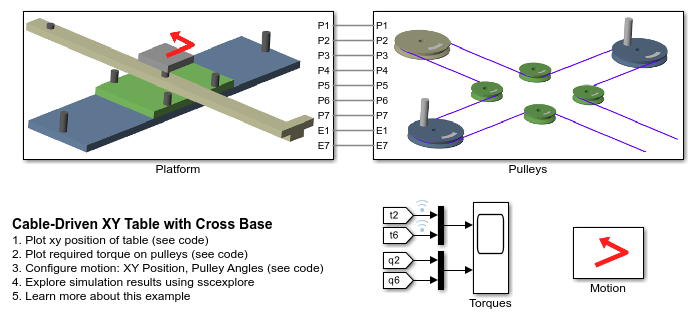 P1 P1
P2 P2
P3 P3
P4 P4
P5 P5
P6 P6
P7 P7
E1 E1
E7 E7
Platform Pulleys
Cable-Driven XY Table with Cross Base
1. Plot xy position of table (see code)
2. Plot required torque on pulleys (see code)
3. Configure motion: XY Position, Pulley Angles (see code)
4. Explore simulation results using sscexplore
5. Learn more about this example
t2
t6
q2
q6
Torques
Motion